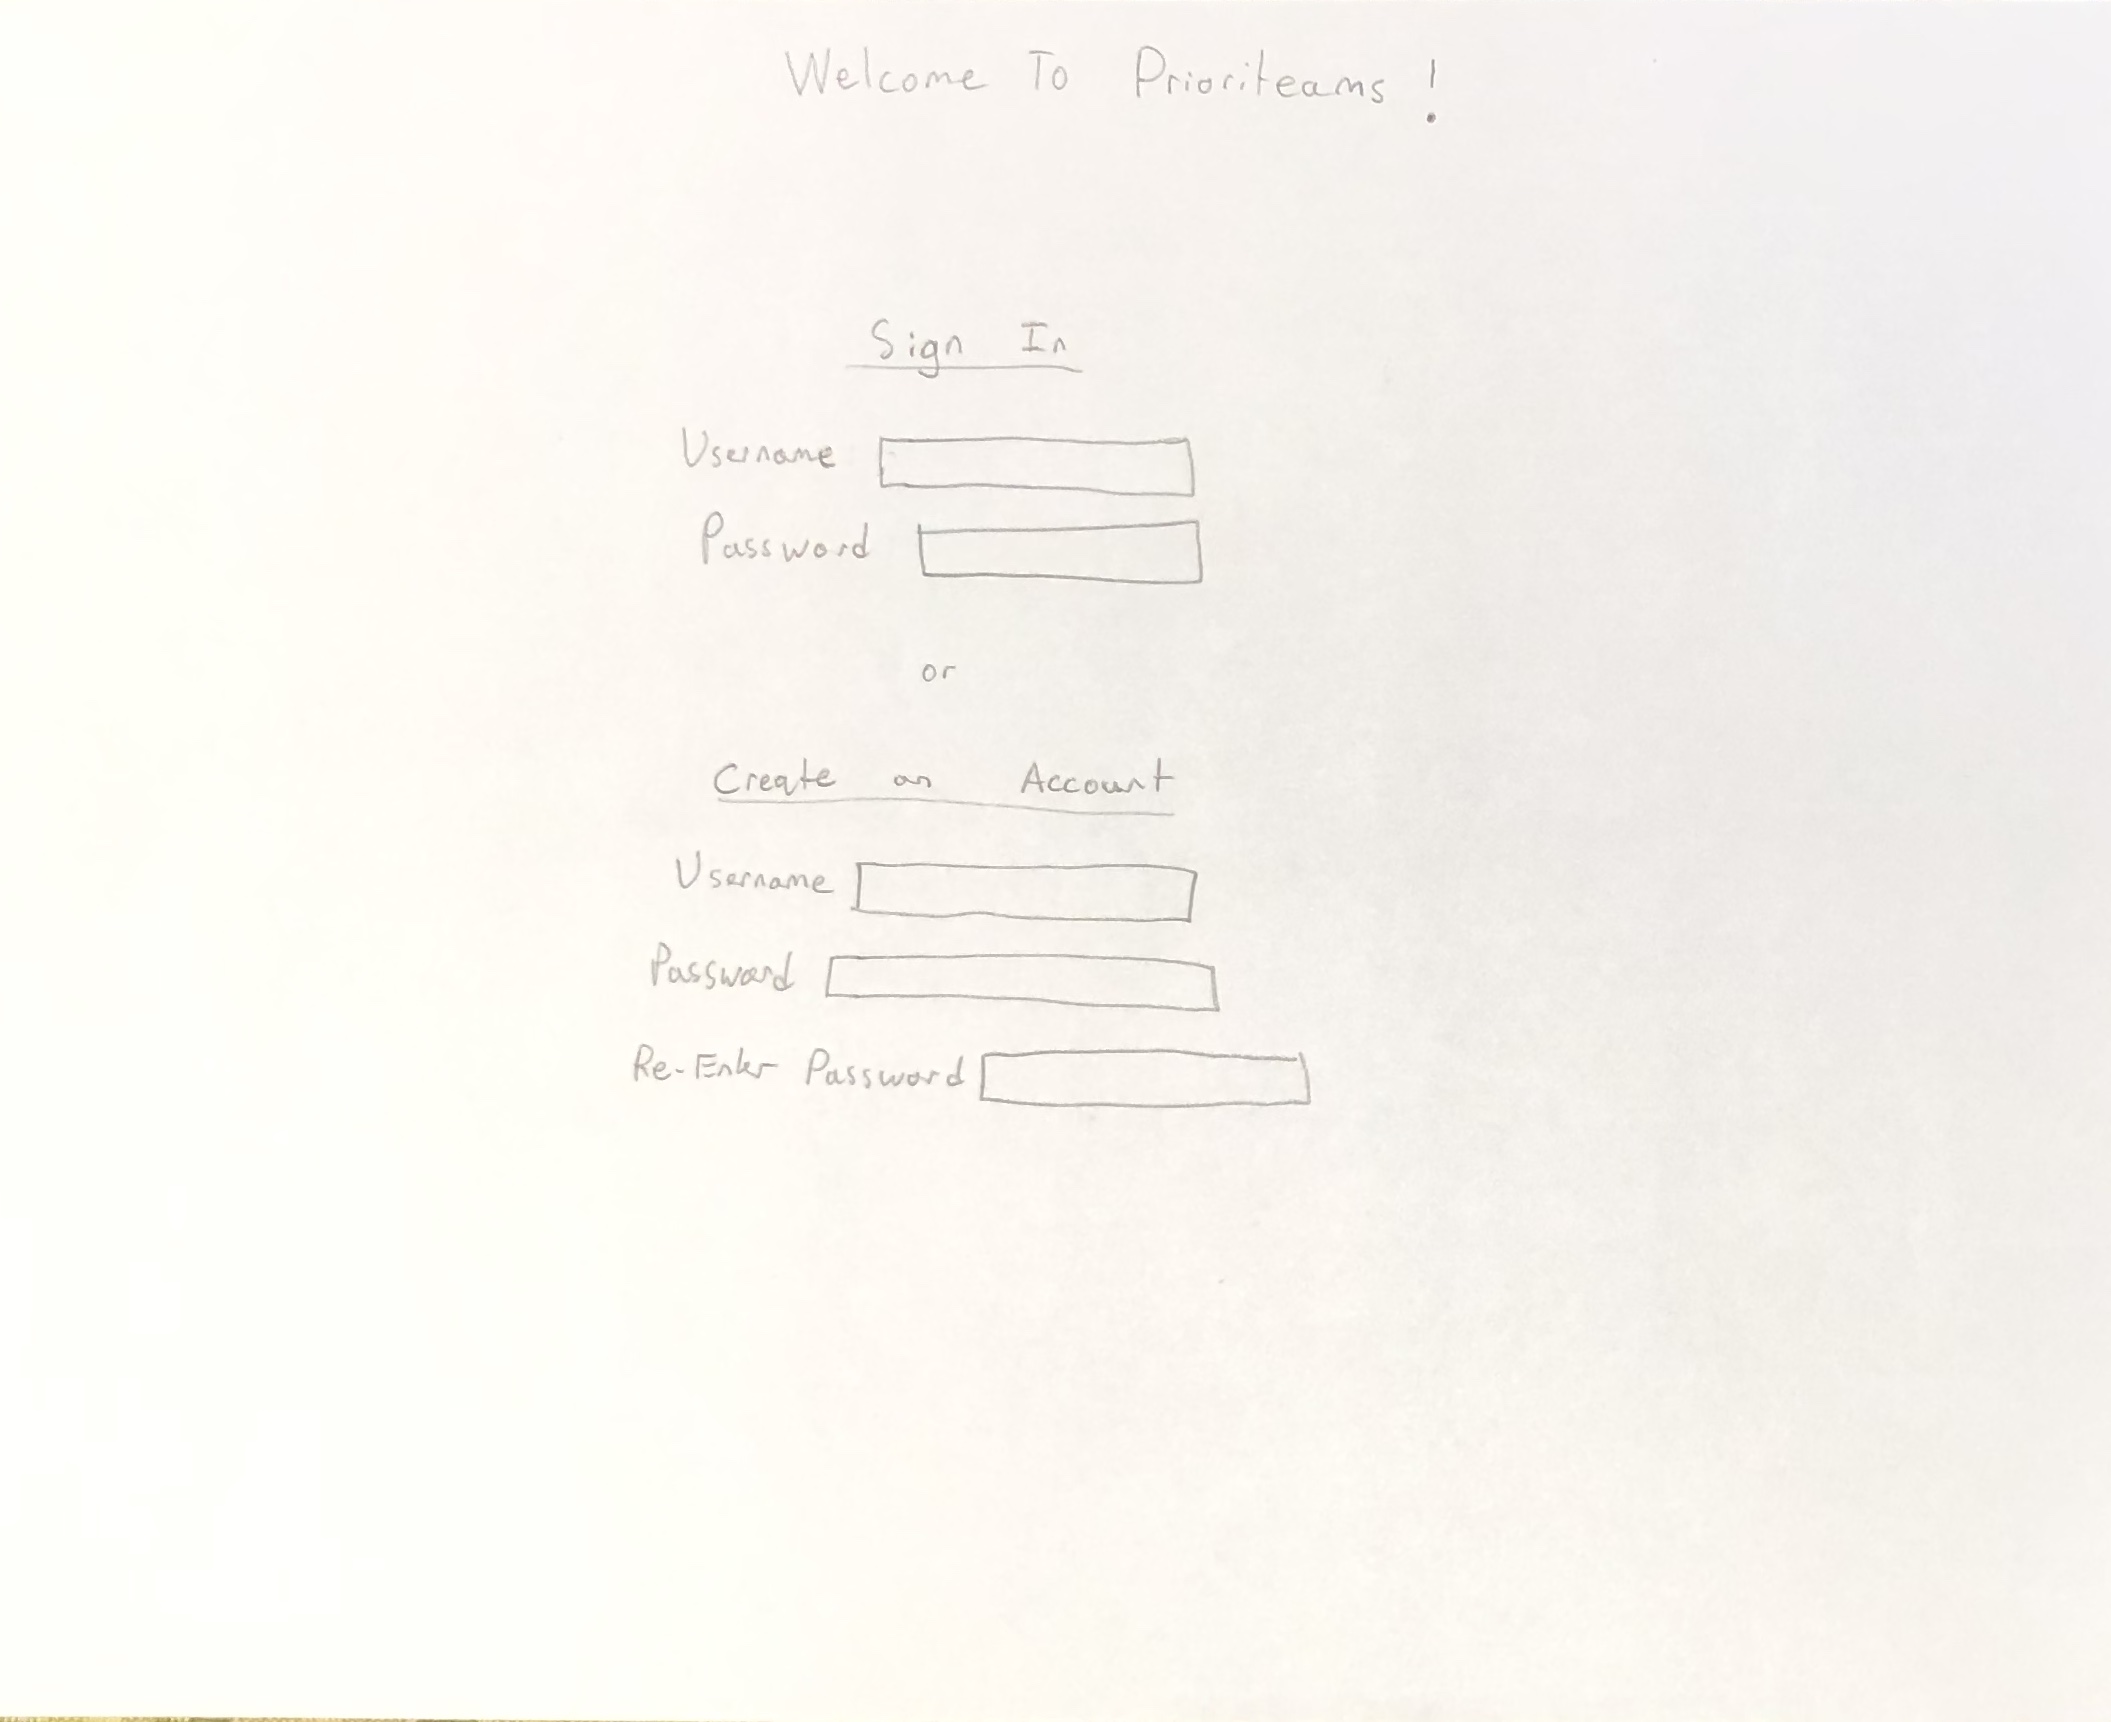 Welcome To Prioriteams!
Sign In
Username
Password
or
Create an Account
Username
Password
Re-Enter Password